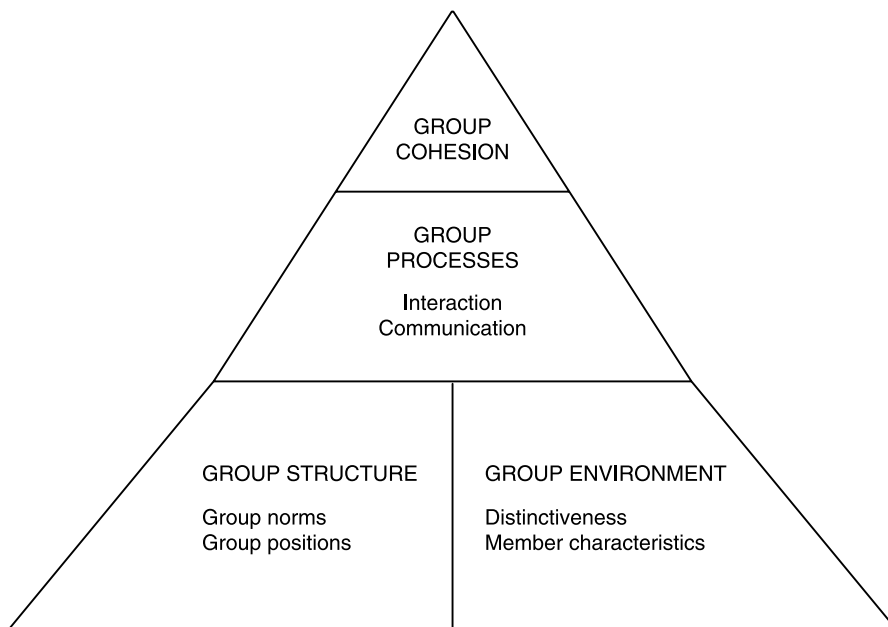 GROUP
COHESION
GROUP
PROCESSES
Interaction
Communication
GROUP STRUCTURE
Group norms
Group positions
GROUP ENVIRONMENT
Distinctiveness
Member characteristics